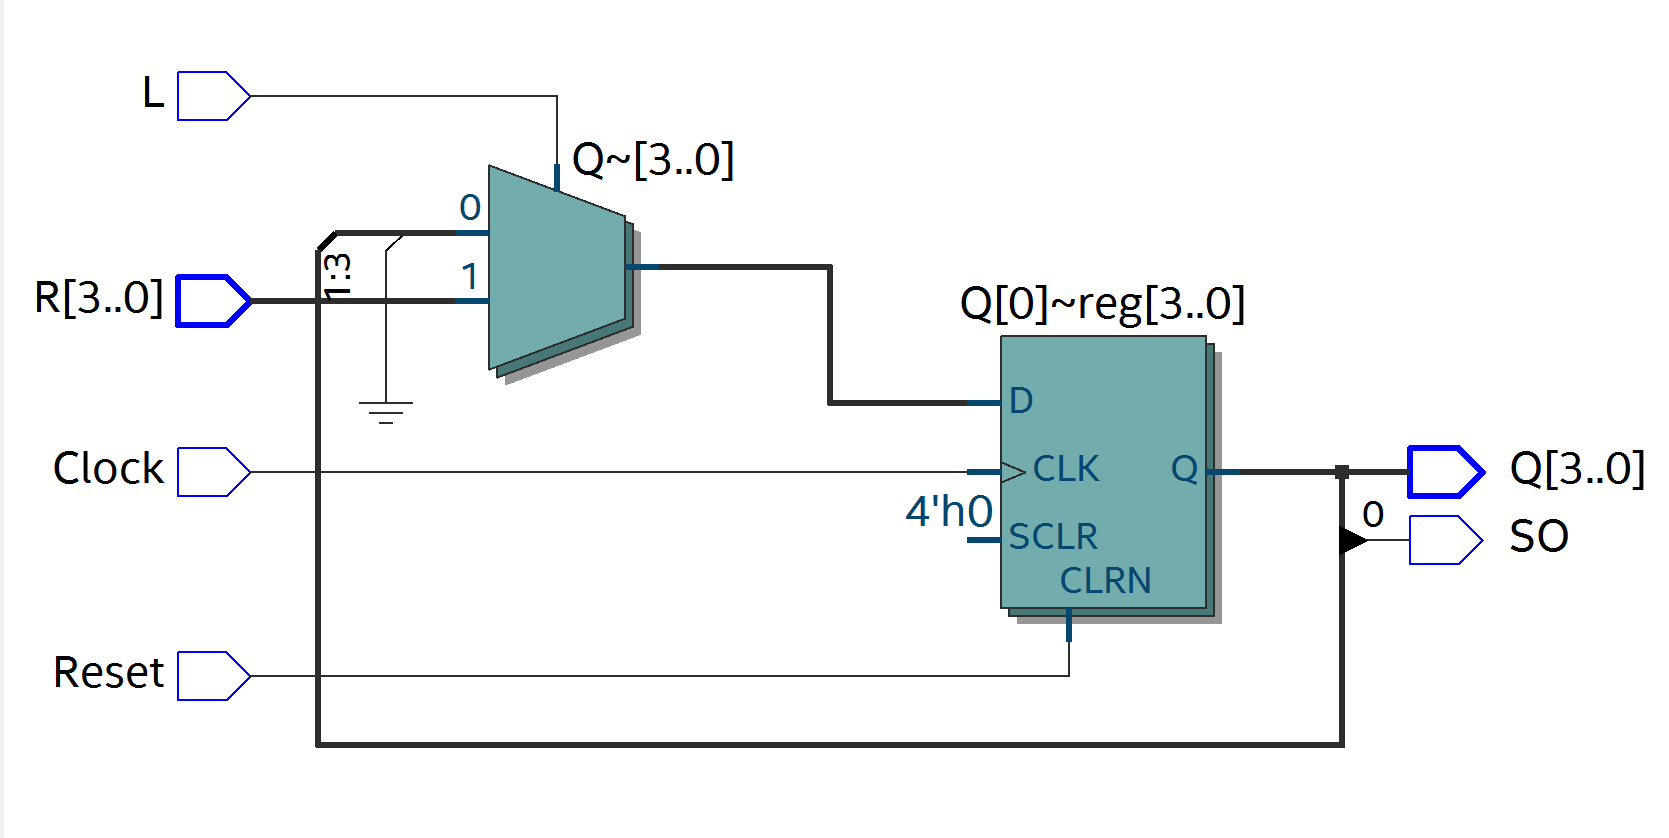 L
Q~[3..0]
0
1:3
1
R[3..0]
Q[0]~reg[3..0]
D
Clock
CLK
Q
Q[3..0]
4'h0
0
SCLR
SO
CLRN
Reset